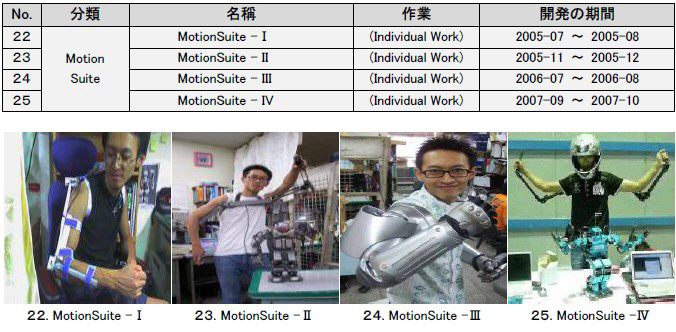 No. 分類 名稱 作業 開発の期間
22 Motion Suite MotionSuite - Ⅰ (Individual Work) 2005-07 ～ 2005-08
23 MotionSuite - Ⅱ (Individual Work) 2005-11 ～ 2005-12
24 MotionSuite - Ⅲ (Individual Work) 2006-07 ～ 2006-08
25 MotionSuite - Ⅳ (Individual Work) 2007-09 ～ 2007-10
22. MotionSuite - Ⅰ 23. MotionSuite - Ⅱ 24. MotionSuite -Ⅲ 25. MotionSuite -Ⅳ